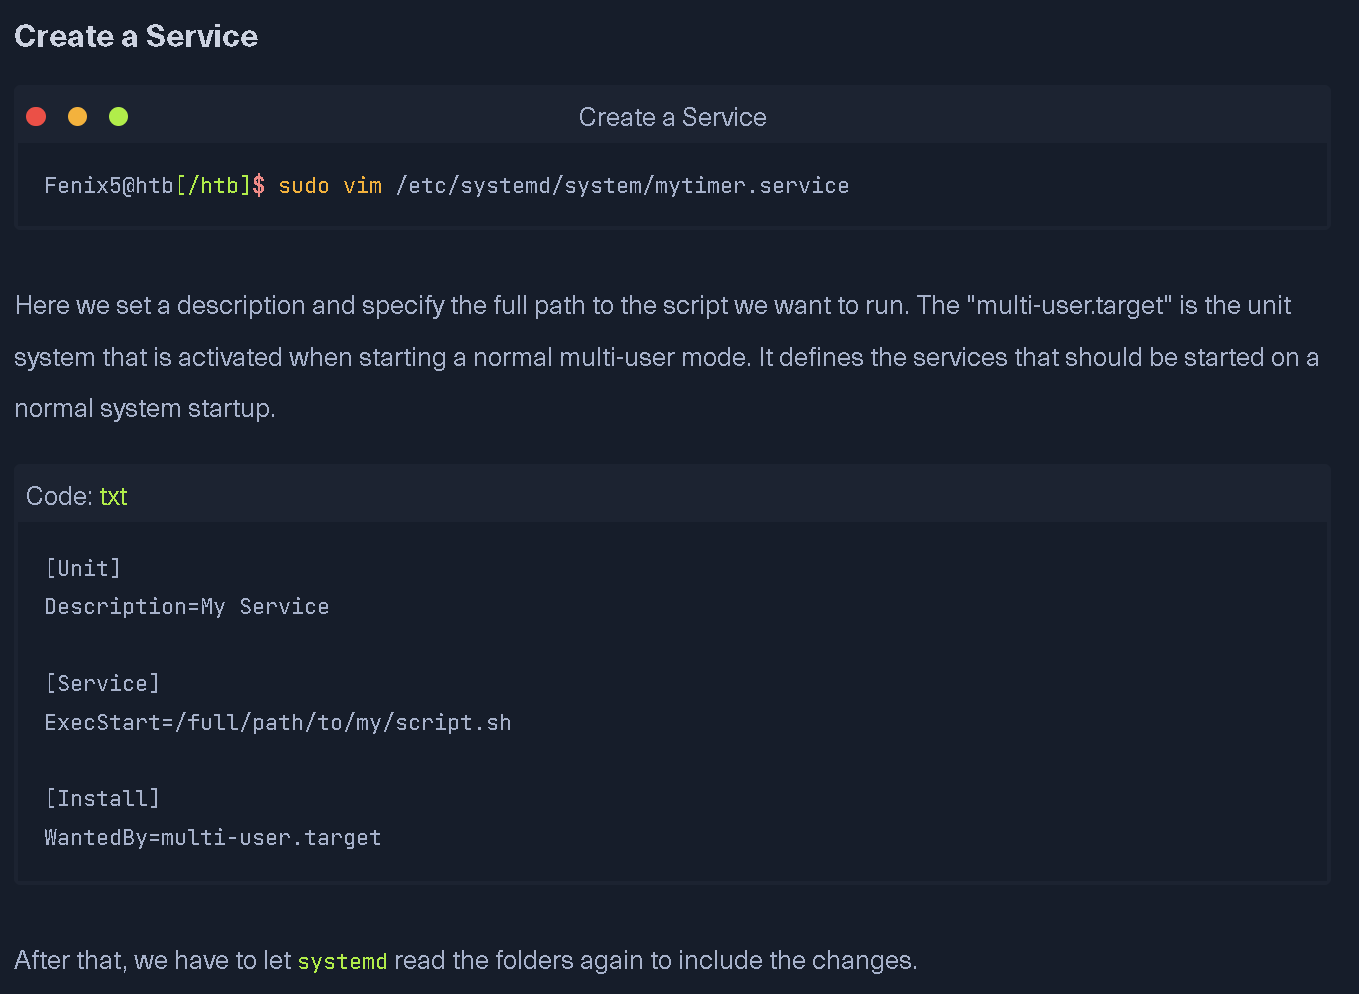 Create a Service
Create a Service
Fenix5@htb[/htb]$ sudo vim /etc/systemd/system/mytimer.service
Here we set a description and specify the full path to the script we want to run. The "multi-user.target" is the unit
system that is activated when starting a normal multi-user mode. It defines the services that should be started on a
normal system startup.
Code: txt
[Unit]
Description=My Service
[Service]
ExecStart=/full/path/to/my/script.sh
[Install]
WantedBy=multi-user.target
After that, we have to let systemd read the folders again to include the changes.